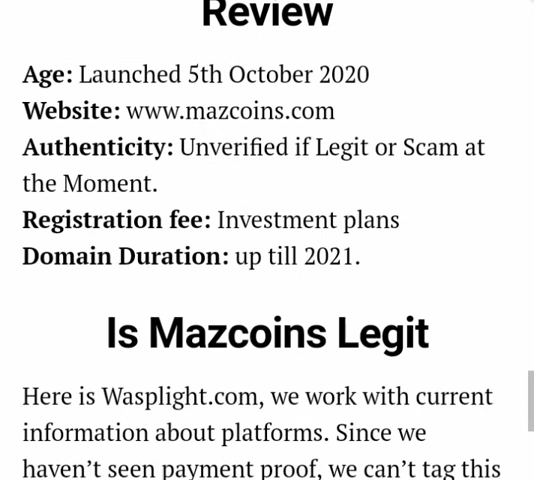 Review
Age: Launched 5th October 2020
Website: www.mazcoins.com
Authenticity: Unverified if Legit or Scam at
the Moment.
Registration fee: Investment plans
Domain Duration: up till 2021.
Is Mazcoins Legit
Here is Wasplight.com, we work with current
information about platforms. Since we
haven't seen payment proof, we can't tag this